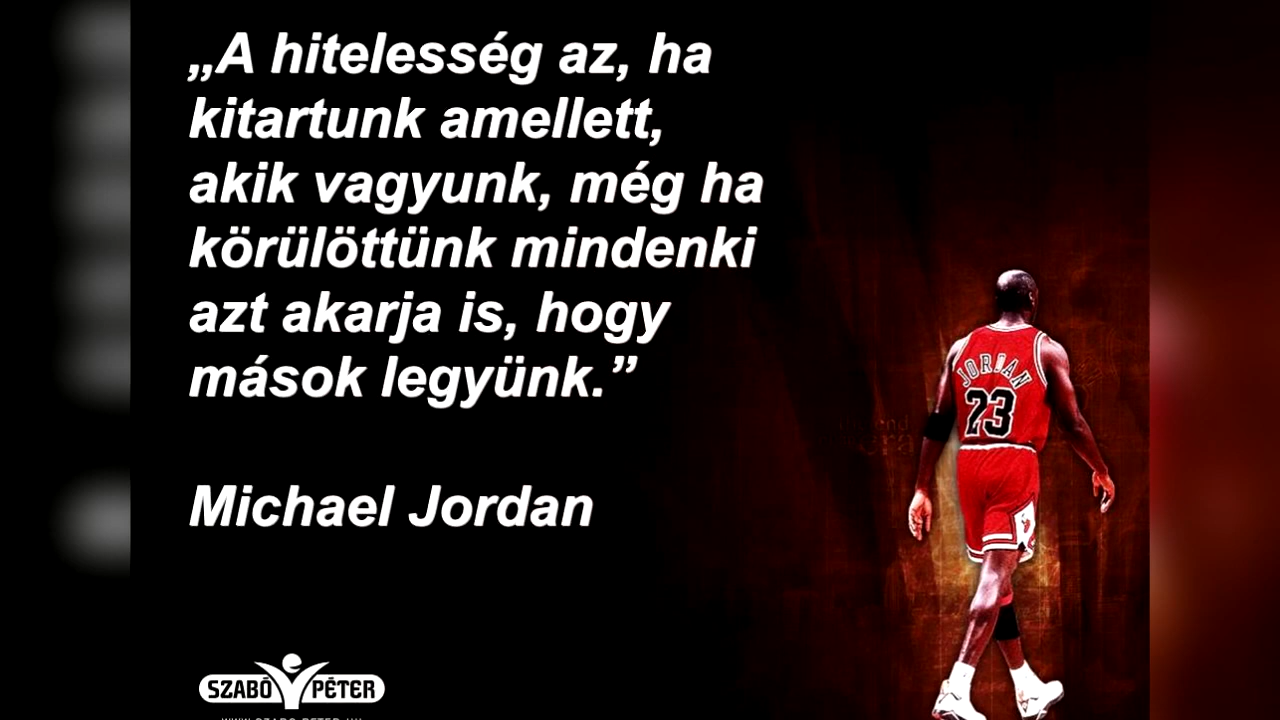 „A hitelesség az, ha
kitartunk amellett,
akik vagyunk, még ha
körülöttünk mindenki
azt akarja is, hogy
mások legyünk.”
Michael Jordan
JORDAN
23
SZABÓ PÉTER